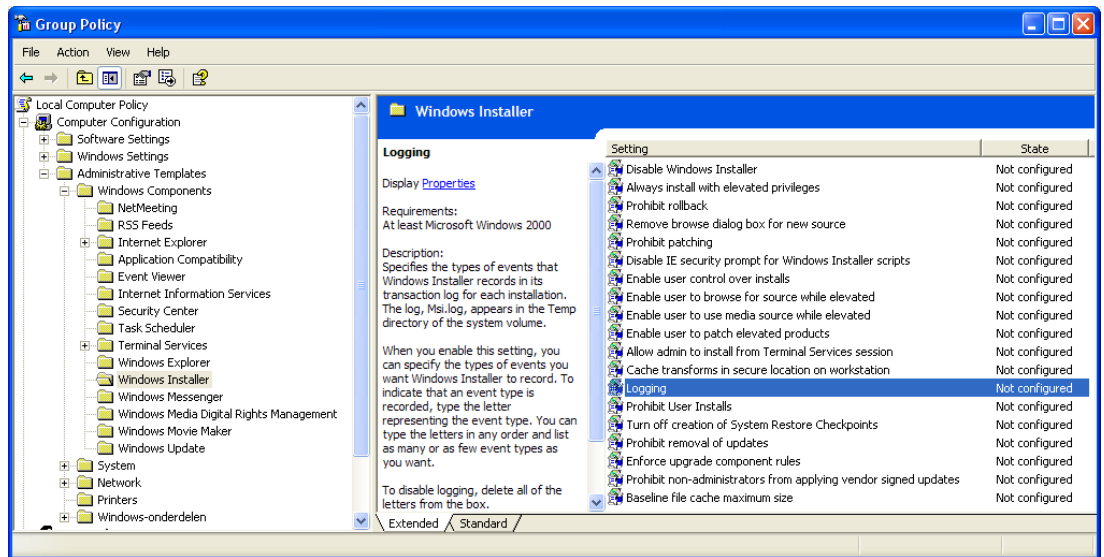 Group Policy
File Action View Help
Local Computer Policy
Computer Configuration
Software Settings
Windows Settings
Administrative Templates
Windows Components
NetMeeting
RSS Feeds
Internet Explorer
Application Compatibility
Event Viewer
Internet Information Services
Security Center
Task Scheduler
Terminal Services
Windows Explorer
Windows Installer
Windows Messenger
Windows Media Digital Rights Management
Windows Movie Maker
Windows Update
System
Network
Printers
Windows-onderdelen
Windows Installer
Logging
Display Properties
Requirements:
At least Microsoft Windows 2000
Description:
Specifies the types of events that
Windows Installer records in its
transaction log for each installation.
The log, Msi.log, appears in the Temp
directory of the system volume.
When you enable this setting, you
can specify the types of events you
want Windows Installer to record. To
indicate that an event type is
recorded, type the letter
representing the event type. You can
type the letters in any order and list
as many or as few event types as
you want.
To disable logging, delete all of the
letters from the box.
Setting State
Disable Windows Installer Not configured
Always install with elevated privileges Not configured
Prohibit rollback Not configured
Remove browse dialog box for new source Not configured
Prohibit patching Not configured
Disable IE security prompt for Windows Installer scripts Not configured
Enable user control over installs Not configured
Enable user to browse for source while elevated Not configured
Enable user to use media source while elevated Not configured
Enable user to patch elevated products Not configured
Allow admin to install from Terminal Services session Not configured
Cache transforms in secure location on workstation Not configured
Logging Not configured
Prohibit User Installs Not configured
Turn off creation of System Restore Checkpoints Not configured
Prohibit removal of updates Not configured
Enforce upgrade component rules Not configured
Prohibit non-administrators from applying vendor signed updates Not configured
Baseline file cache maximum size Not configured
Extended Standard